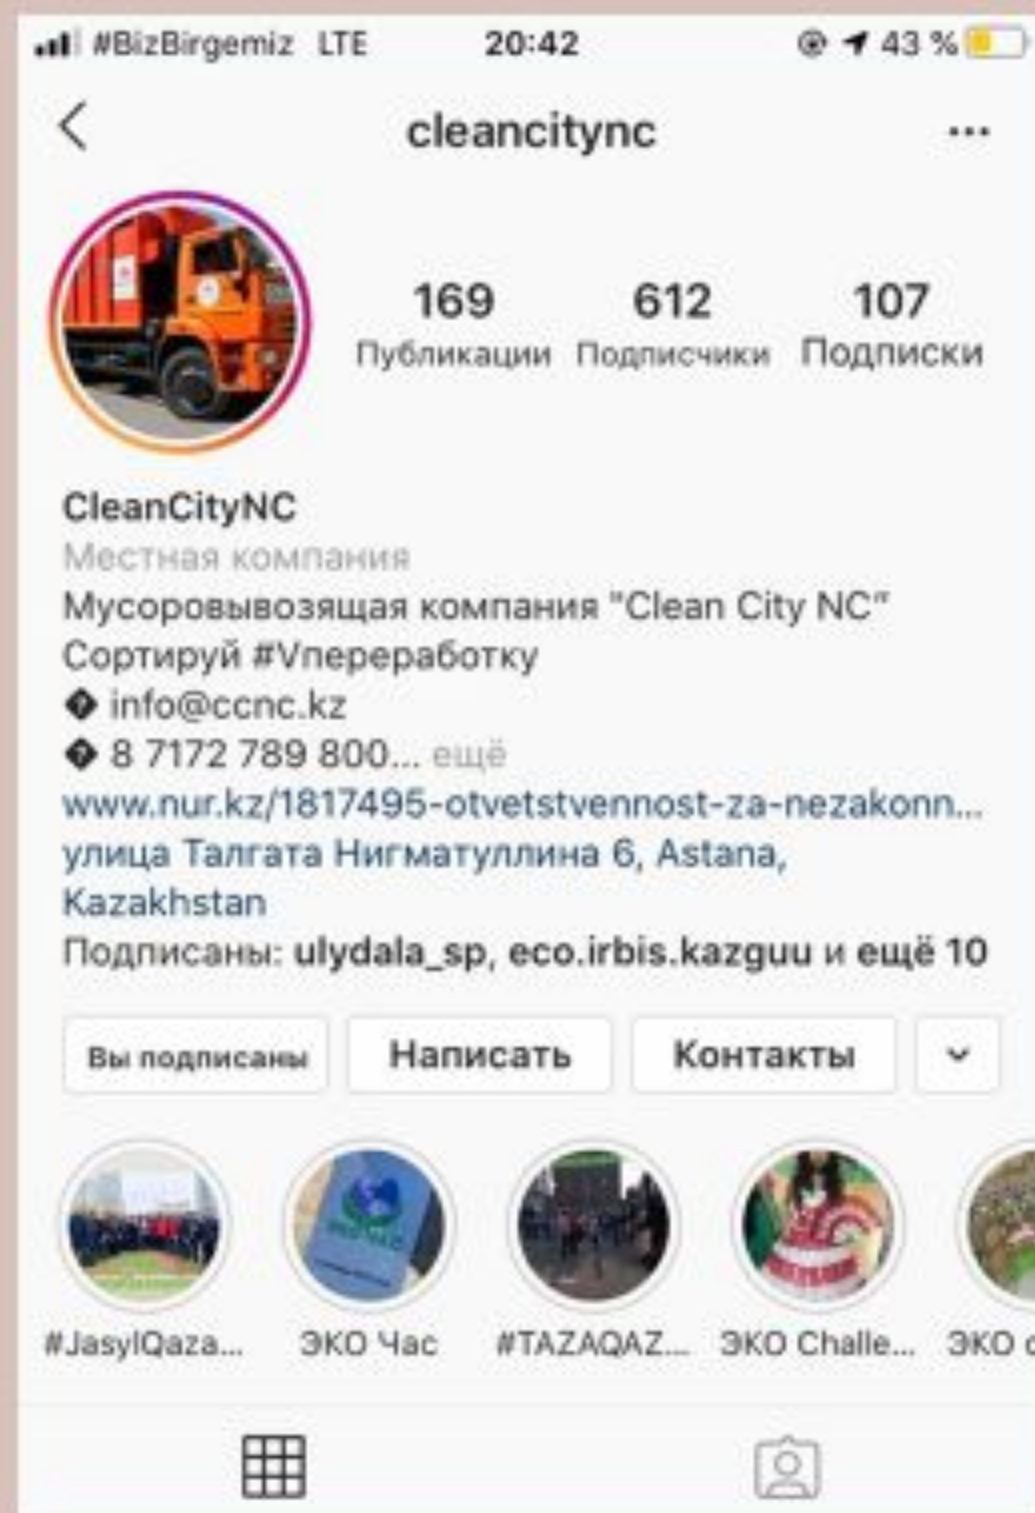 #BizBirgemiz LTE 20:42 43 %
cleancitync
169 612 107
Публикации Подписчики Подписки
CleanCityNC
Местная компания
Мусоровывозящая компания "Clean City NC"
Сортируй #Vпереработку
info@ccnc.kz
8 7172 789 800... ещё
www.nur.kz/1817495-otvetstvennost-za-nezakonn...
улица Талгата Нигматуллина 6, Astana,
Kazakhstan
Подписаны: ulydala_sp, eco.irbis.kazguu и ещё 10
Вы подписаны Написать Контакты
#JasylQaza... ЭКО Час #TAZAQAZ... ЭКО Challe... ЭКО